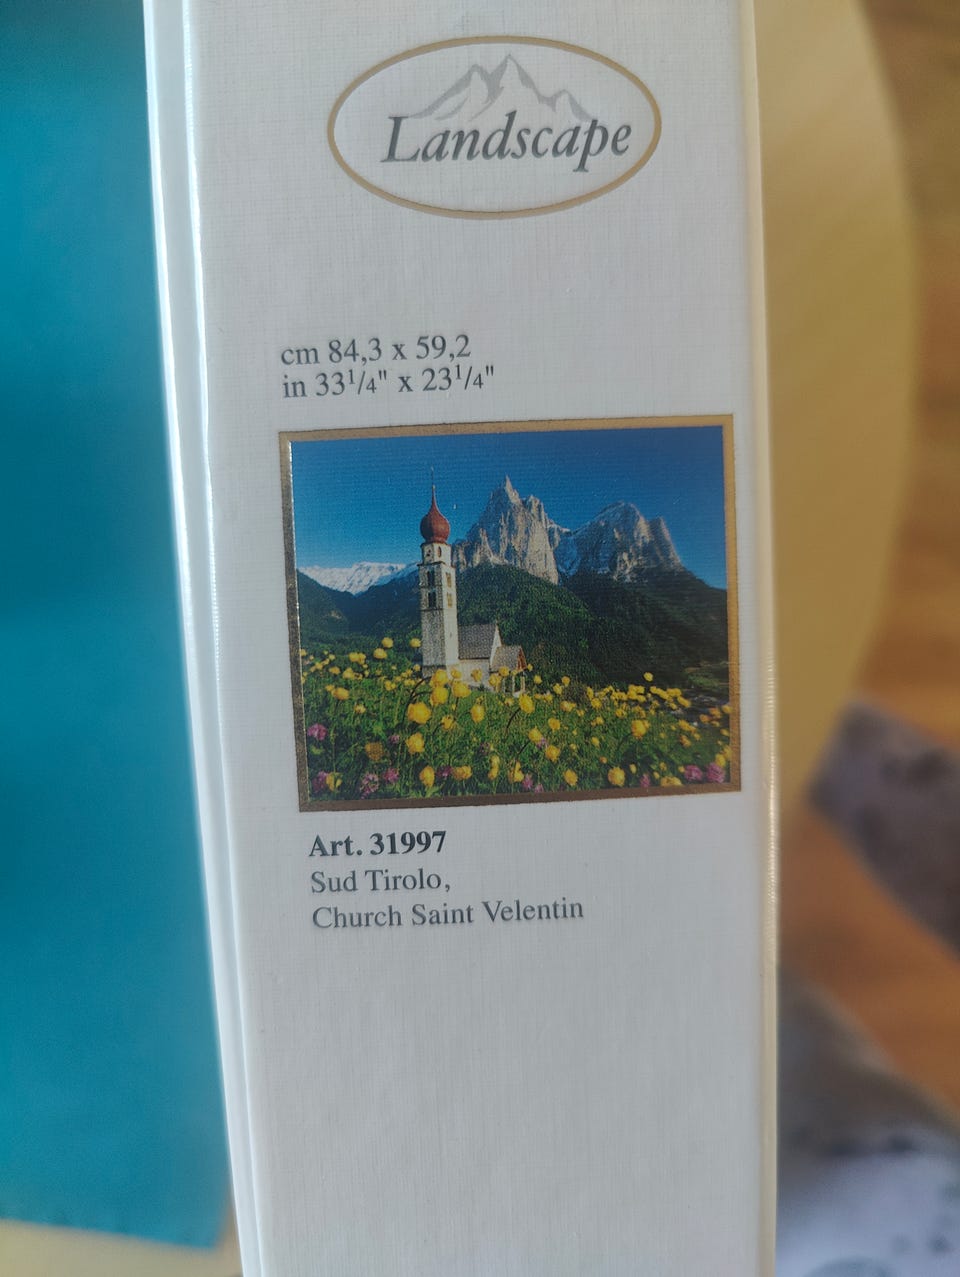 Landscape
cm 84,3 x 59,2
in 33¹/4" x 23¹/4"
Art. 31997
Sud Tirolo,
Church Saint Velentin